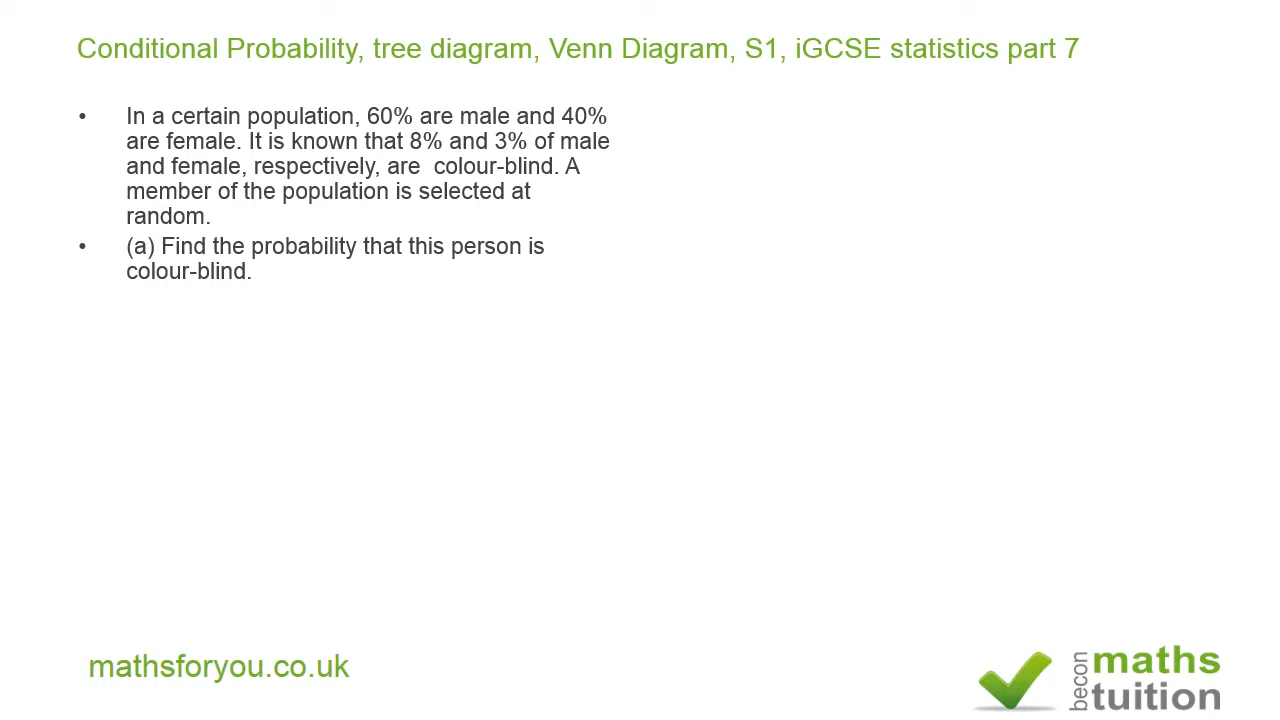 Conditional Probability, tree diagram, Venn Diagram, S1, iGCSE statistics part 7
• In a certain population, 60% are male and 40%
are female. It is known that 8% and 3% of male
and female, respectively, are  colour-blind. A
member of the population is selected at
random.
• (a) Find the probability that this person is
colour-blind.
mathsforyou.co.uk
becon
maths
tuition